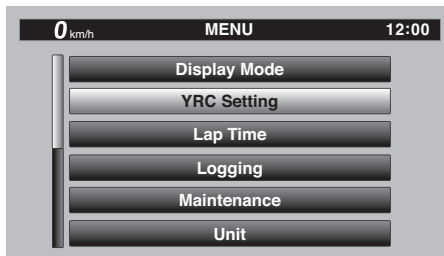 0 km/h MENU 12:00
Display Mode
YRC Setting
Lap Time
Logging
Maintenance
Unit